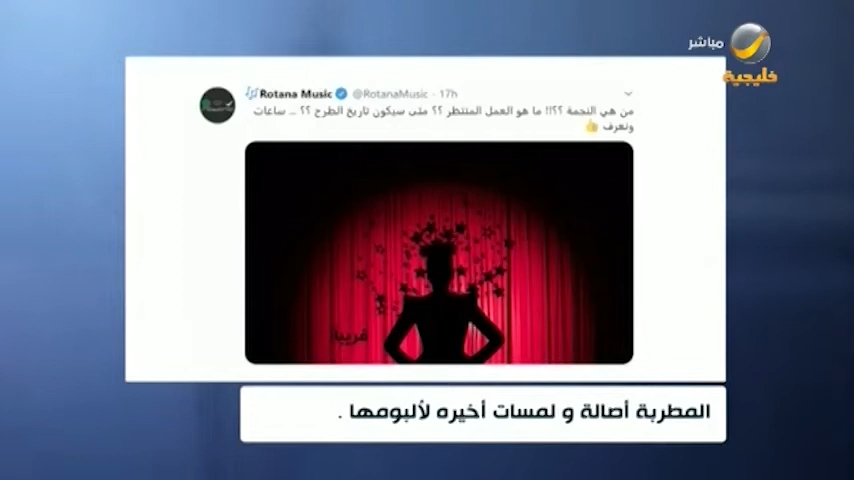 مباشر
خليجية
Rotana Music @RotanaMusic · 17h
من هي النجمة ؟؟!! ما هو العمل المنتظر ؟؟ متى سيكون تاريخ الطرح ؟؟ ... ساعات
ونعرف 👍
قريبا
المطربة أصالة و لمسات أخيره لألبومها .